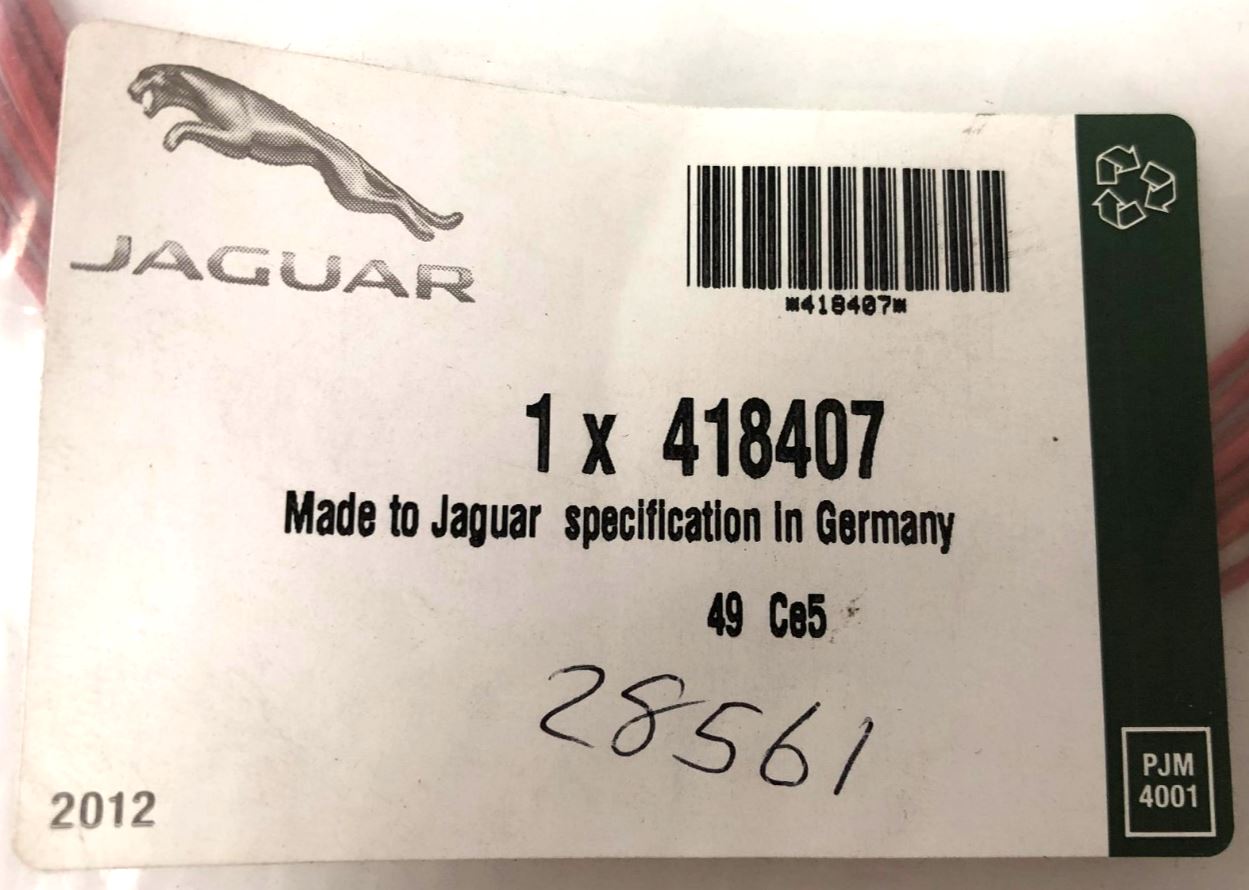 JAGUAR
*418407*
1 x 418407
Made to Jaguar specification in Germany
49 Ce5
28561
2012
PJM
4001